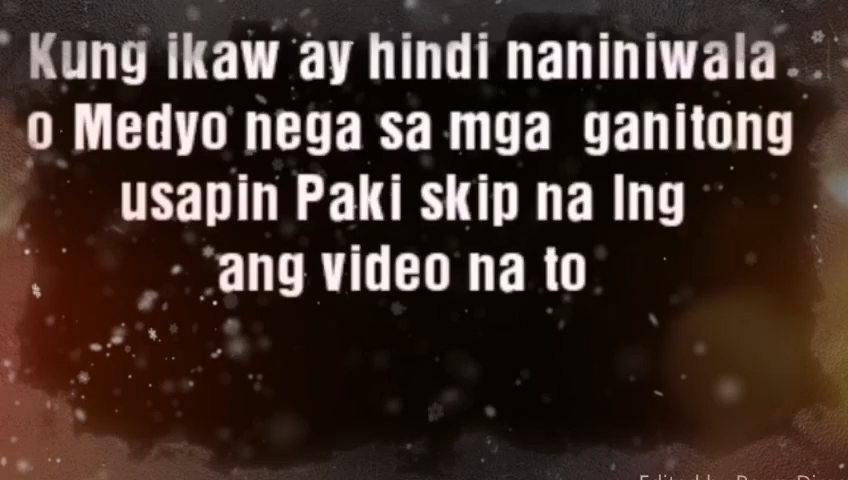 Kung ikaw ay hindi naniniwala
o Medyo nega sa mga ganitong
usapin Paki skip na lng
ang video na to